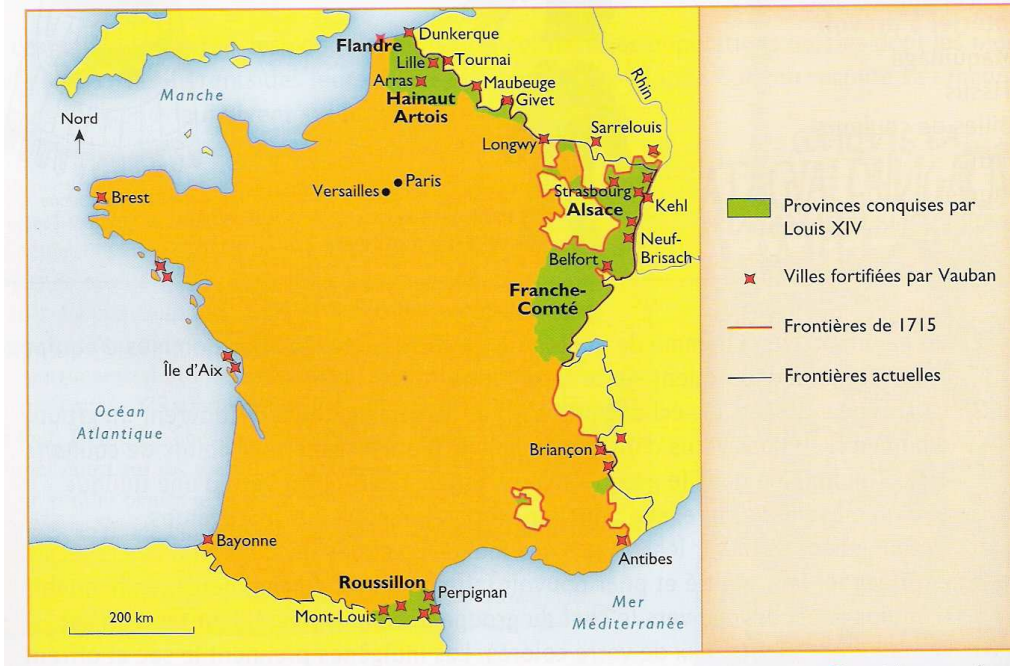 Flandre
Dunkerque
Lille
Tournai
Arras
Maubeuge
Hainaut
Givet
Artois
Manche
Nord
Rhin
Longwy
Sarrelouis
Versailles
Paris
Brest
Strasbourg
Kehl
Alsace
Neuf-
Brisach
Belfort
Franche-
Comté
Île d'Aix
Océan
Atlantique
Briançon
Bayonne
Antibes
Roussillon
Perpignan
Mont-Louis
Mer
Méditerranée
200 km
Provinces conquises par
Louis XIV
Villes fortifiées par Vauban
Frontières de 1715
Frontières actuelles